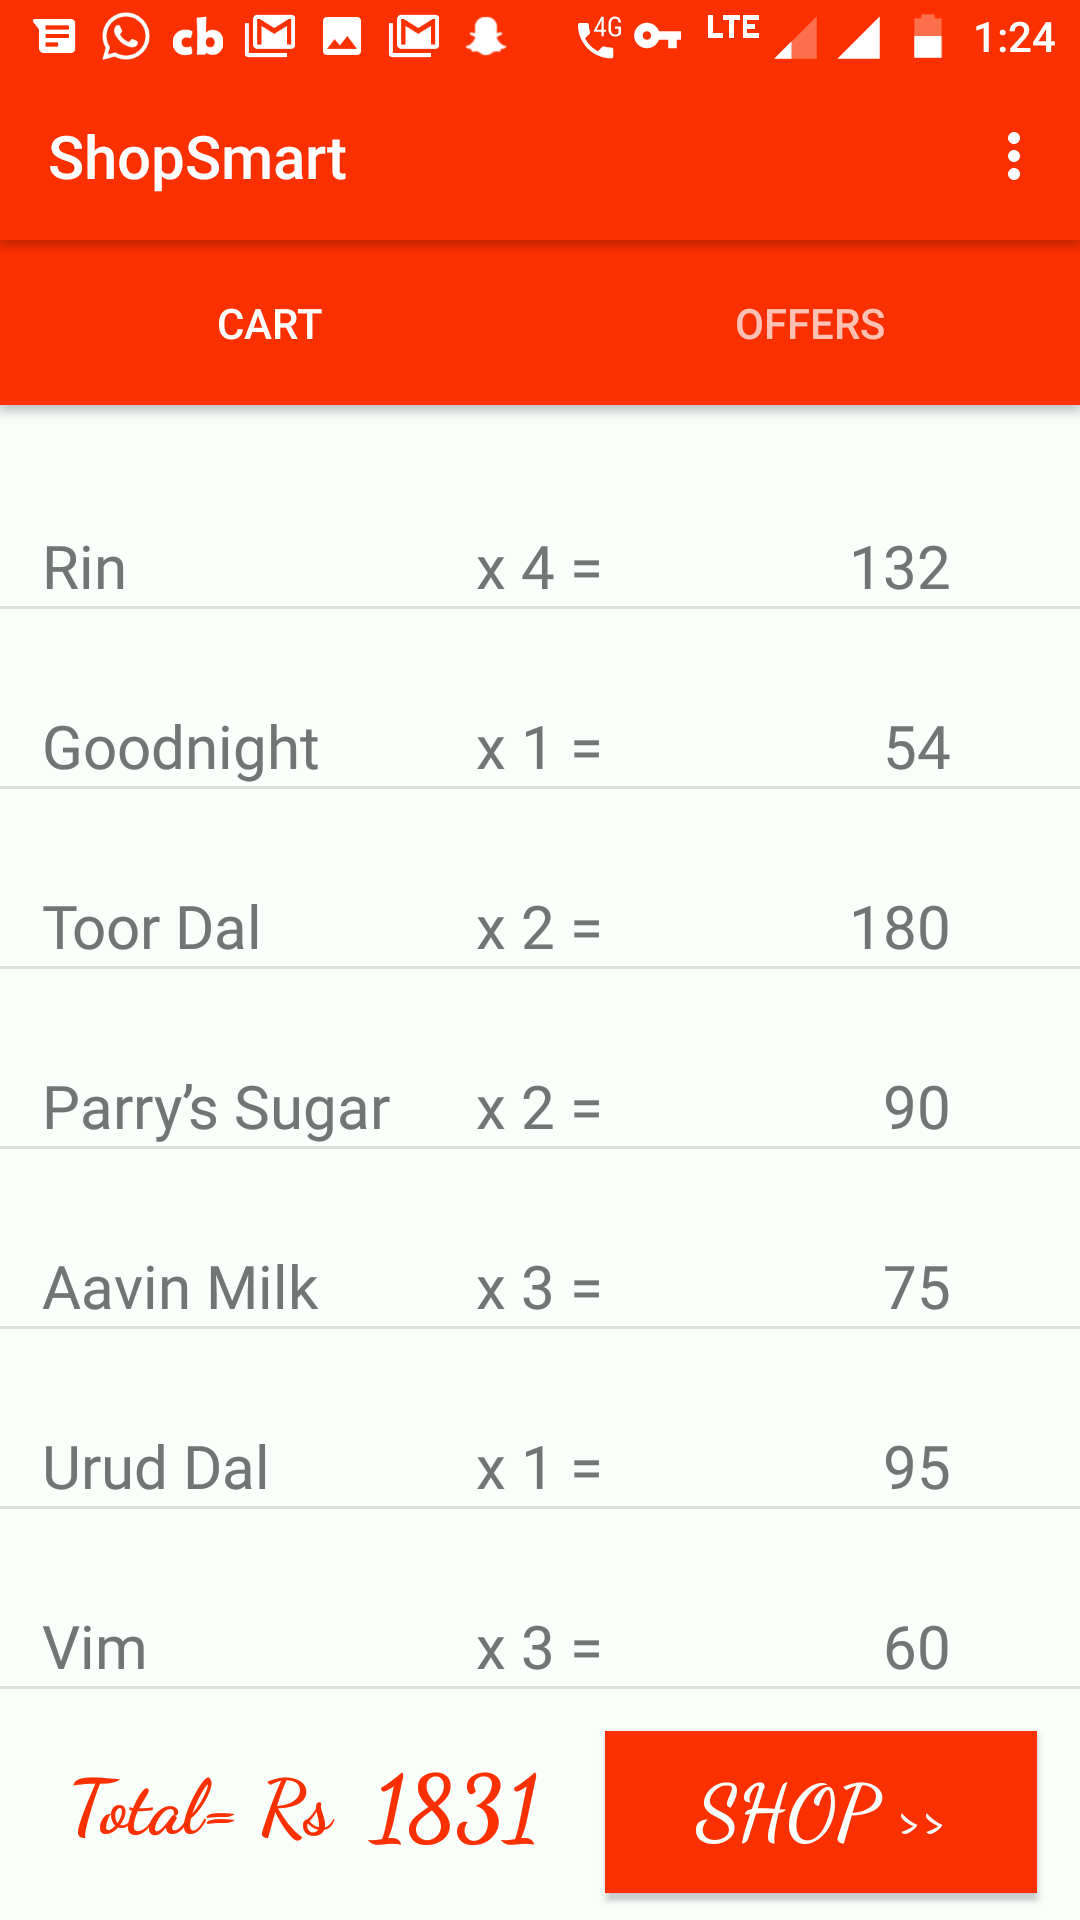 cb 4G LTE 1:24
ShopSmart
CART OFFERS
Rin x 4 = 132
Goodnight x 1 = 54
Toor Dal x 2 = 180
Parry’s Sugar x 2 = 90
Aavin Milk x 3 = 75
Urud Dal x 1 = 95
Vim x 3 = 60
Total= Rs 1831 SHOP >>